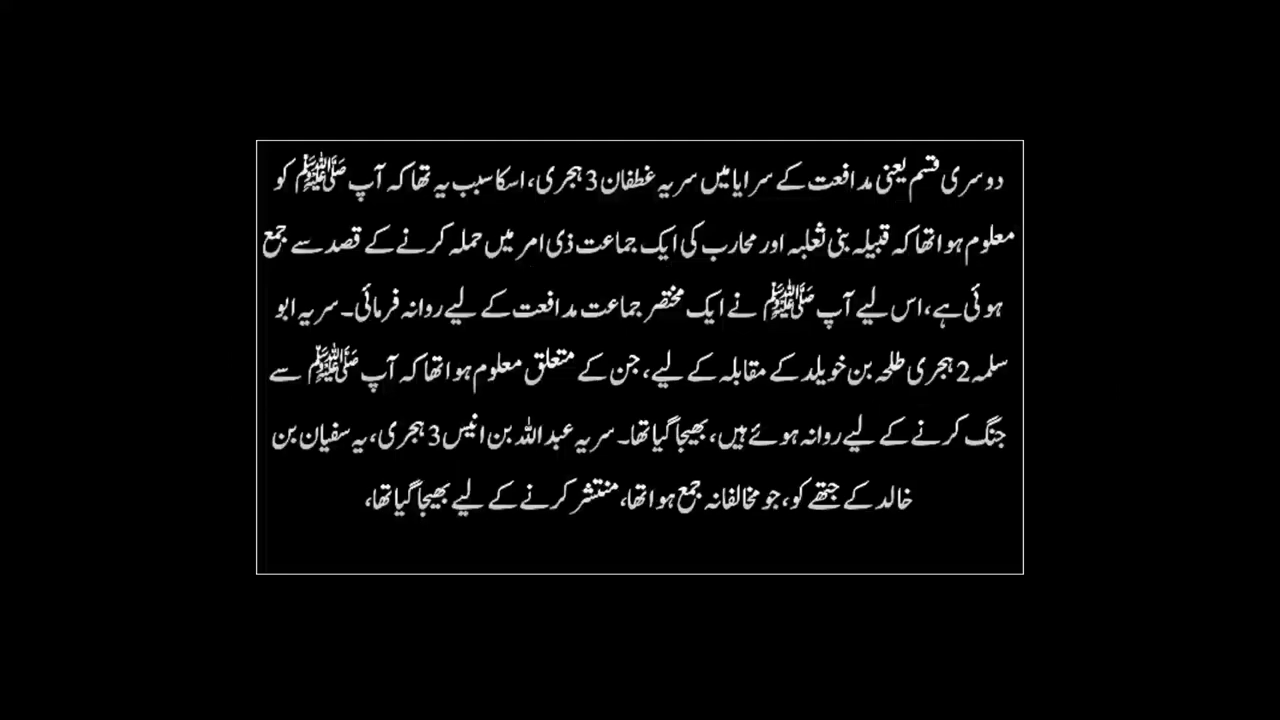 دوسری قسم یعنی مدافعت کے سرایا میں سریہ غطفان 3 ہجری، اسکا سبب یہ تھا کہ آپ ﷺ کو
معلوم ہوا تھا کہ قبیلہ بنی ثعلبہ اور محارب کی ایک جماعت ذی امر میں حملہ کرنے کے قصد سے جمع
ہوئی ہے، اس لیے آپ ﷺ نے ایک مختصر جماعت مدافعت کے لیے روانہ فرمائی۔ سریہ ابو
سلمہ 2 ہجری طلحہ بن خویلد کے مقابلہ کے لیے، جن کے متعلق معلوم ہوا تھا کہ آپ ﷺ سے
جنگ کرنے کے لیے روانہ ہوئے ہیں، بھیجا گیا تھا۔ سریہ عبد اللہ بن انیس 3 ہجری، یہ سفیان بن
خالد کے جتھے کو، جو مخالفانہ جمع ہوا تھا، منتشر کرنے کے لیے بھیجا گیا تھا،